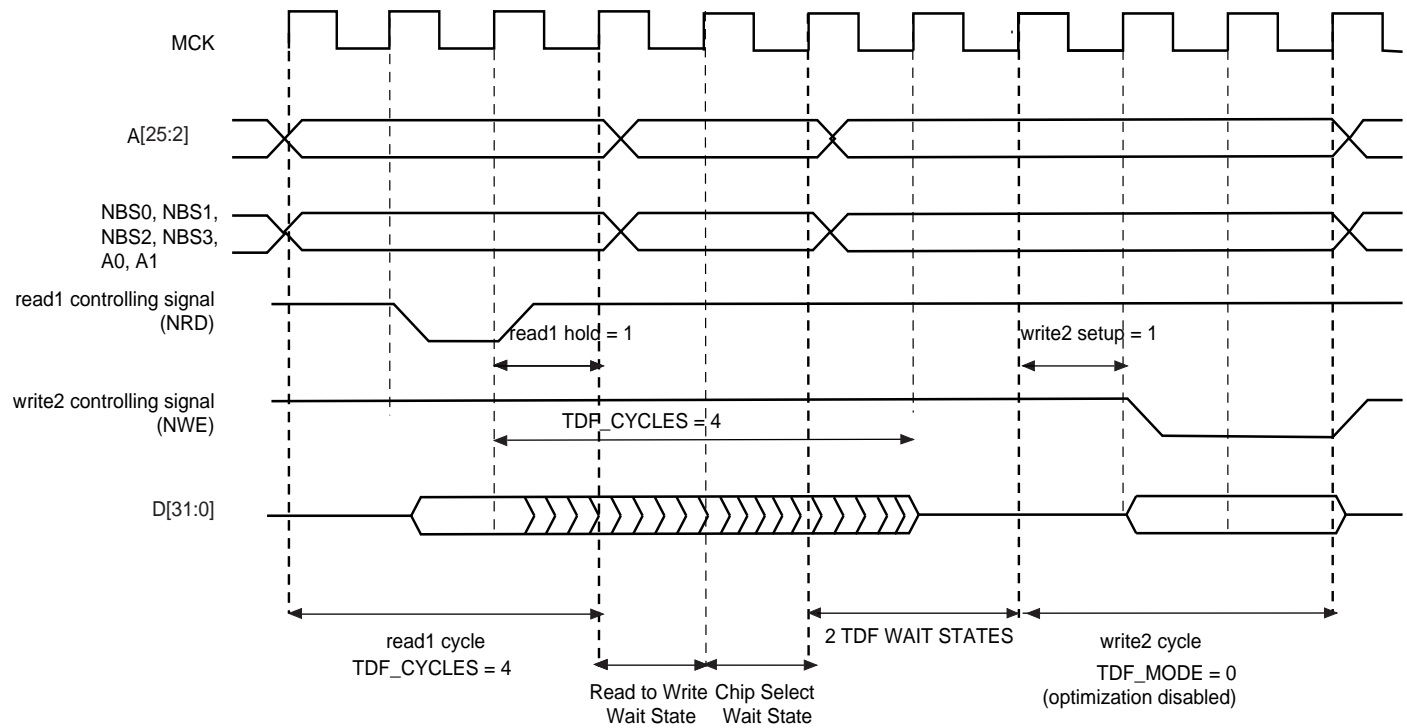 MCK
A[25:2]
NBS0, NBS1,
NBS2, NBS3,
A0, A1
read1 controlling signal
(NRD)
read1 hold = 1
write2 setup = 1
write2 controlling signal
(NWE)
TDF_CYCLES = 4
D[31:0]
read1 cycle
TDF_CYCLES = 4
2 TDF WAIT STATES
write2 cycle
TDF_MODE = 0
(optimization disabled)
Read to Write
Wait State
Chip Select
Wait State